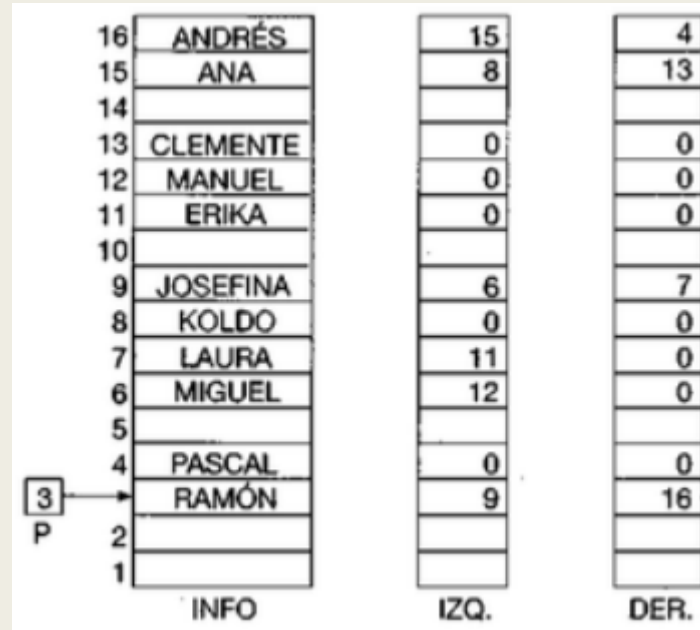 16 ANDRÉS 15 4
15 ANA 8 13
14
13 CLEMENTE 0 0
12 MANUEL 0 0
11 ERIKA 0 0
10
9 JOSEFINA 6 7
8 KOLDO 0 0
7 LAURA 11 0
6 MIGUEL 12 0
5
4 PASCAL 0 0
3 RAMÓN 9 16
P 2
1
INFO IZQ. DER.